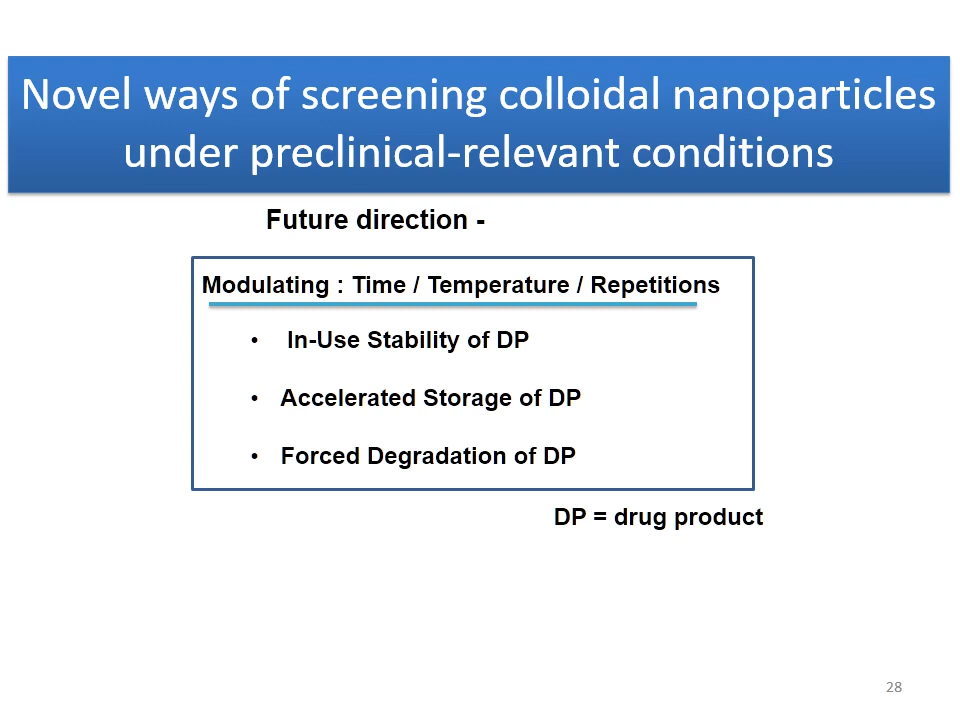 Novel ways of screening colloidal nanoparticles
under preclinical-relevant conditions
Future direction -
Modulating : Time / Temperature / Repetitions
• In-Use Stability of DP
• Accelerated Storage of DP
• Forced Degradation of DP
DP = drug product
28